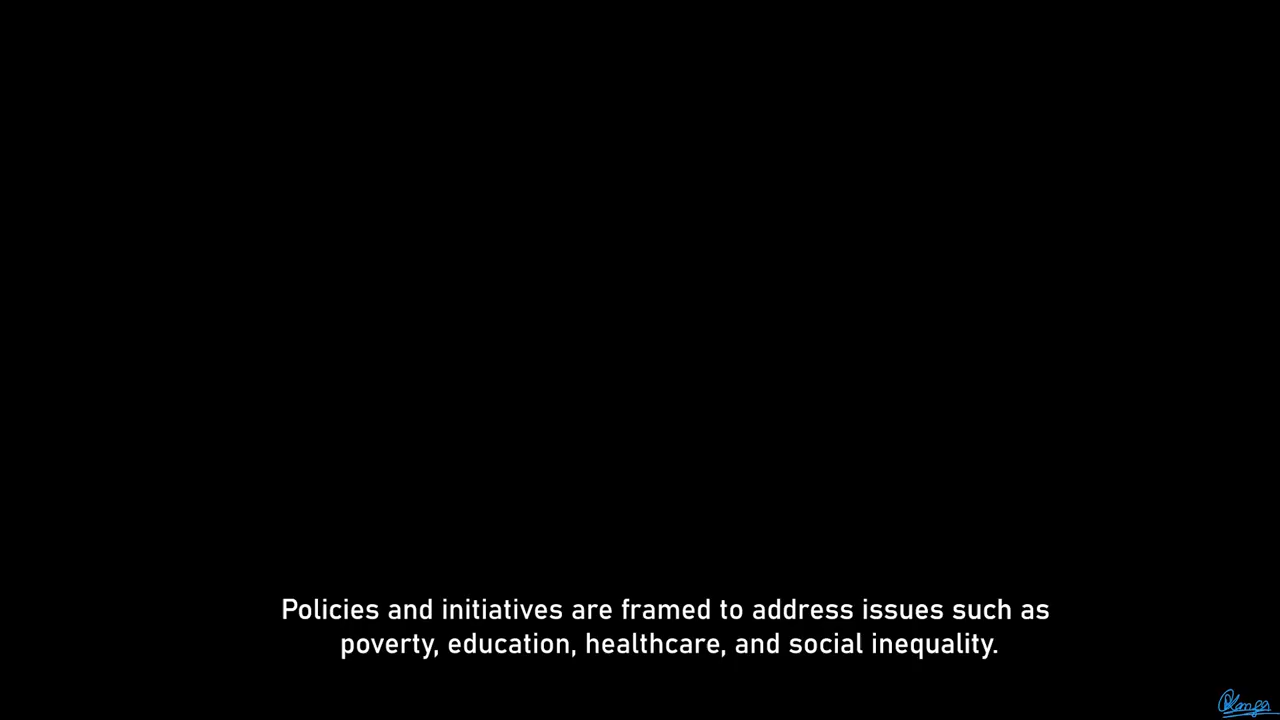 Policies and initiatives are framed to address issues such as
poverty, education, healthcare, and social inequality.